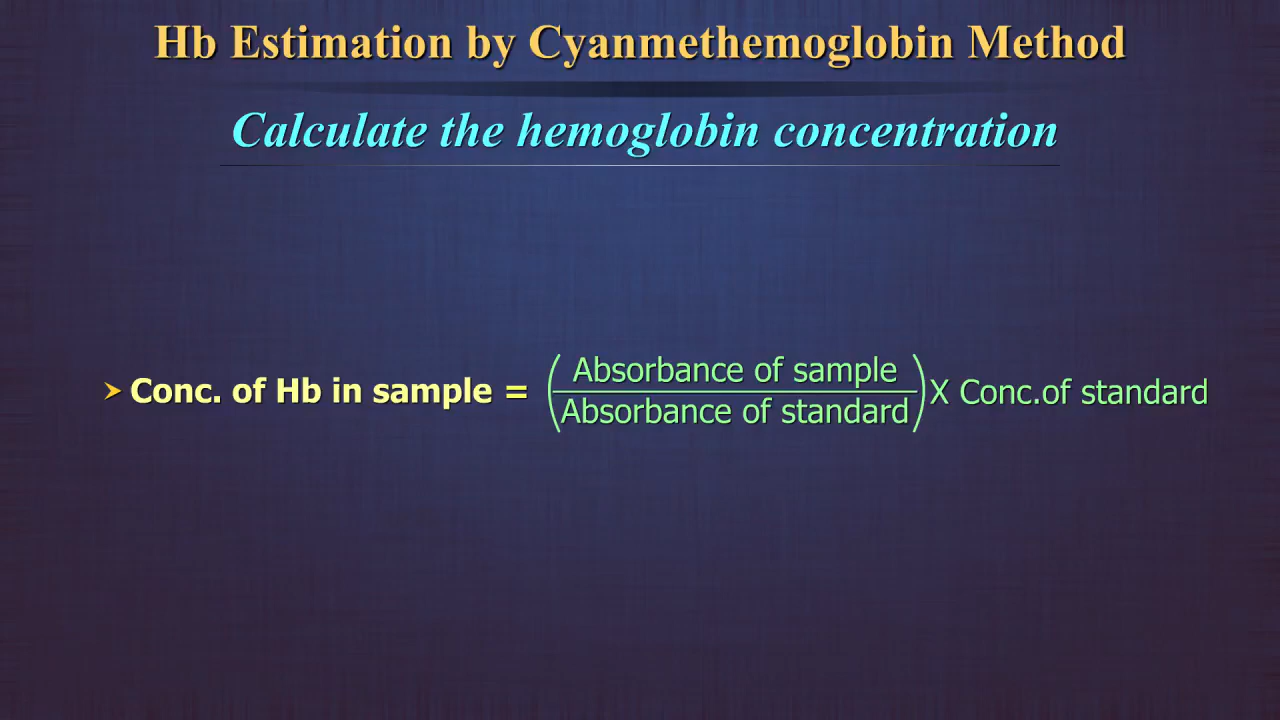 Hb Estimation by Cyanmethemoglobin Method
Calculate the hemoglobin concentration
➤ Conc. of Hb in sample = (Absorbance of sample
Absorbance of standard) X Conc.of standard